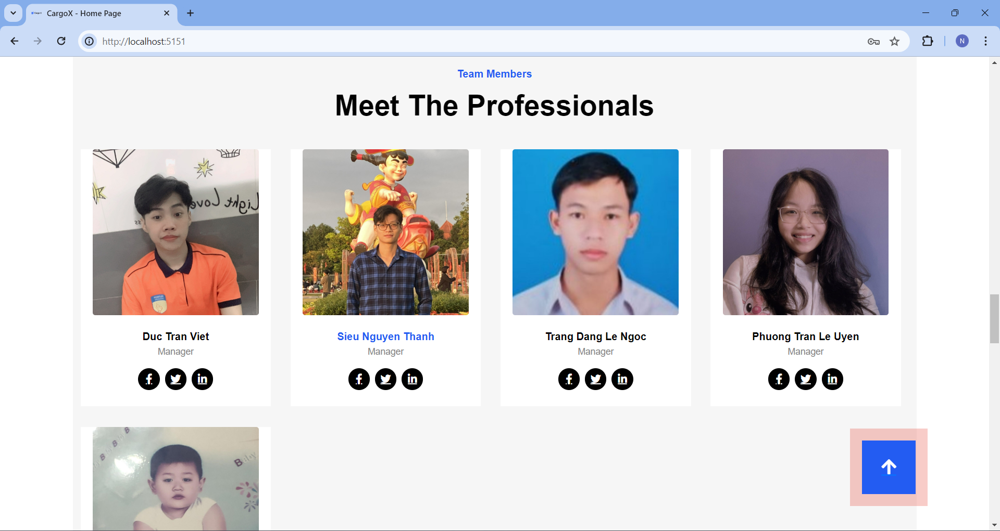 CargoX - Home Page
http://localhost:5151
N
Team Members
Meet The Professionals
Light Love
Duc Tran Viet
Manager
Sieu Nguyen Thanh
Manager
Trang Dang Le Ngoc
Manager
Phuong Tran Le Uyen
Manager
B
B
B
Baby